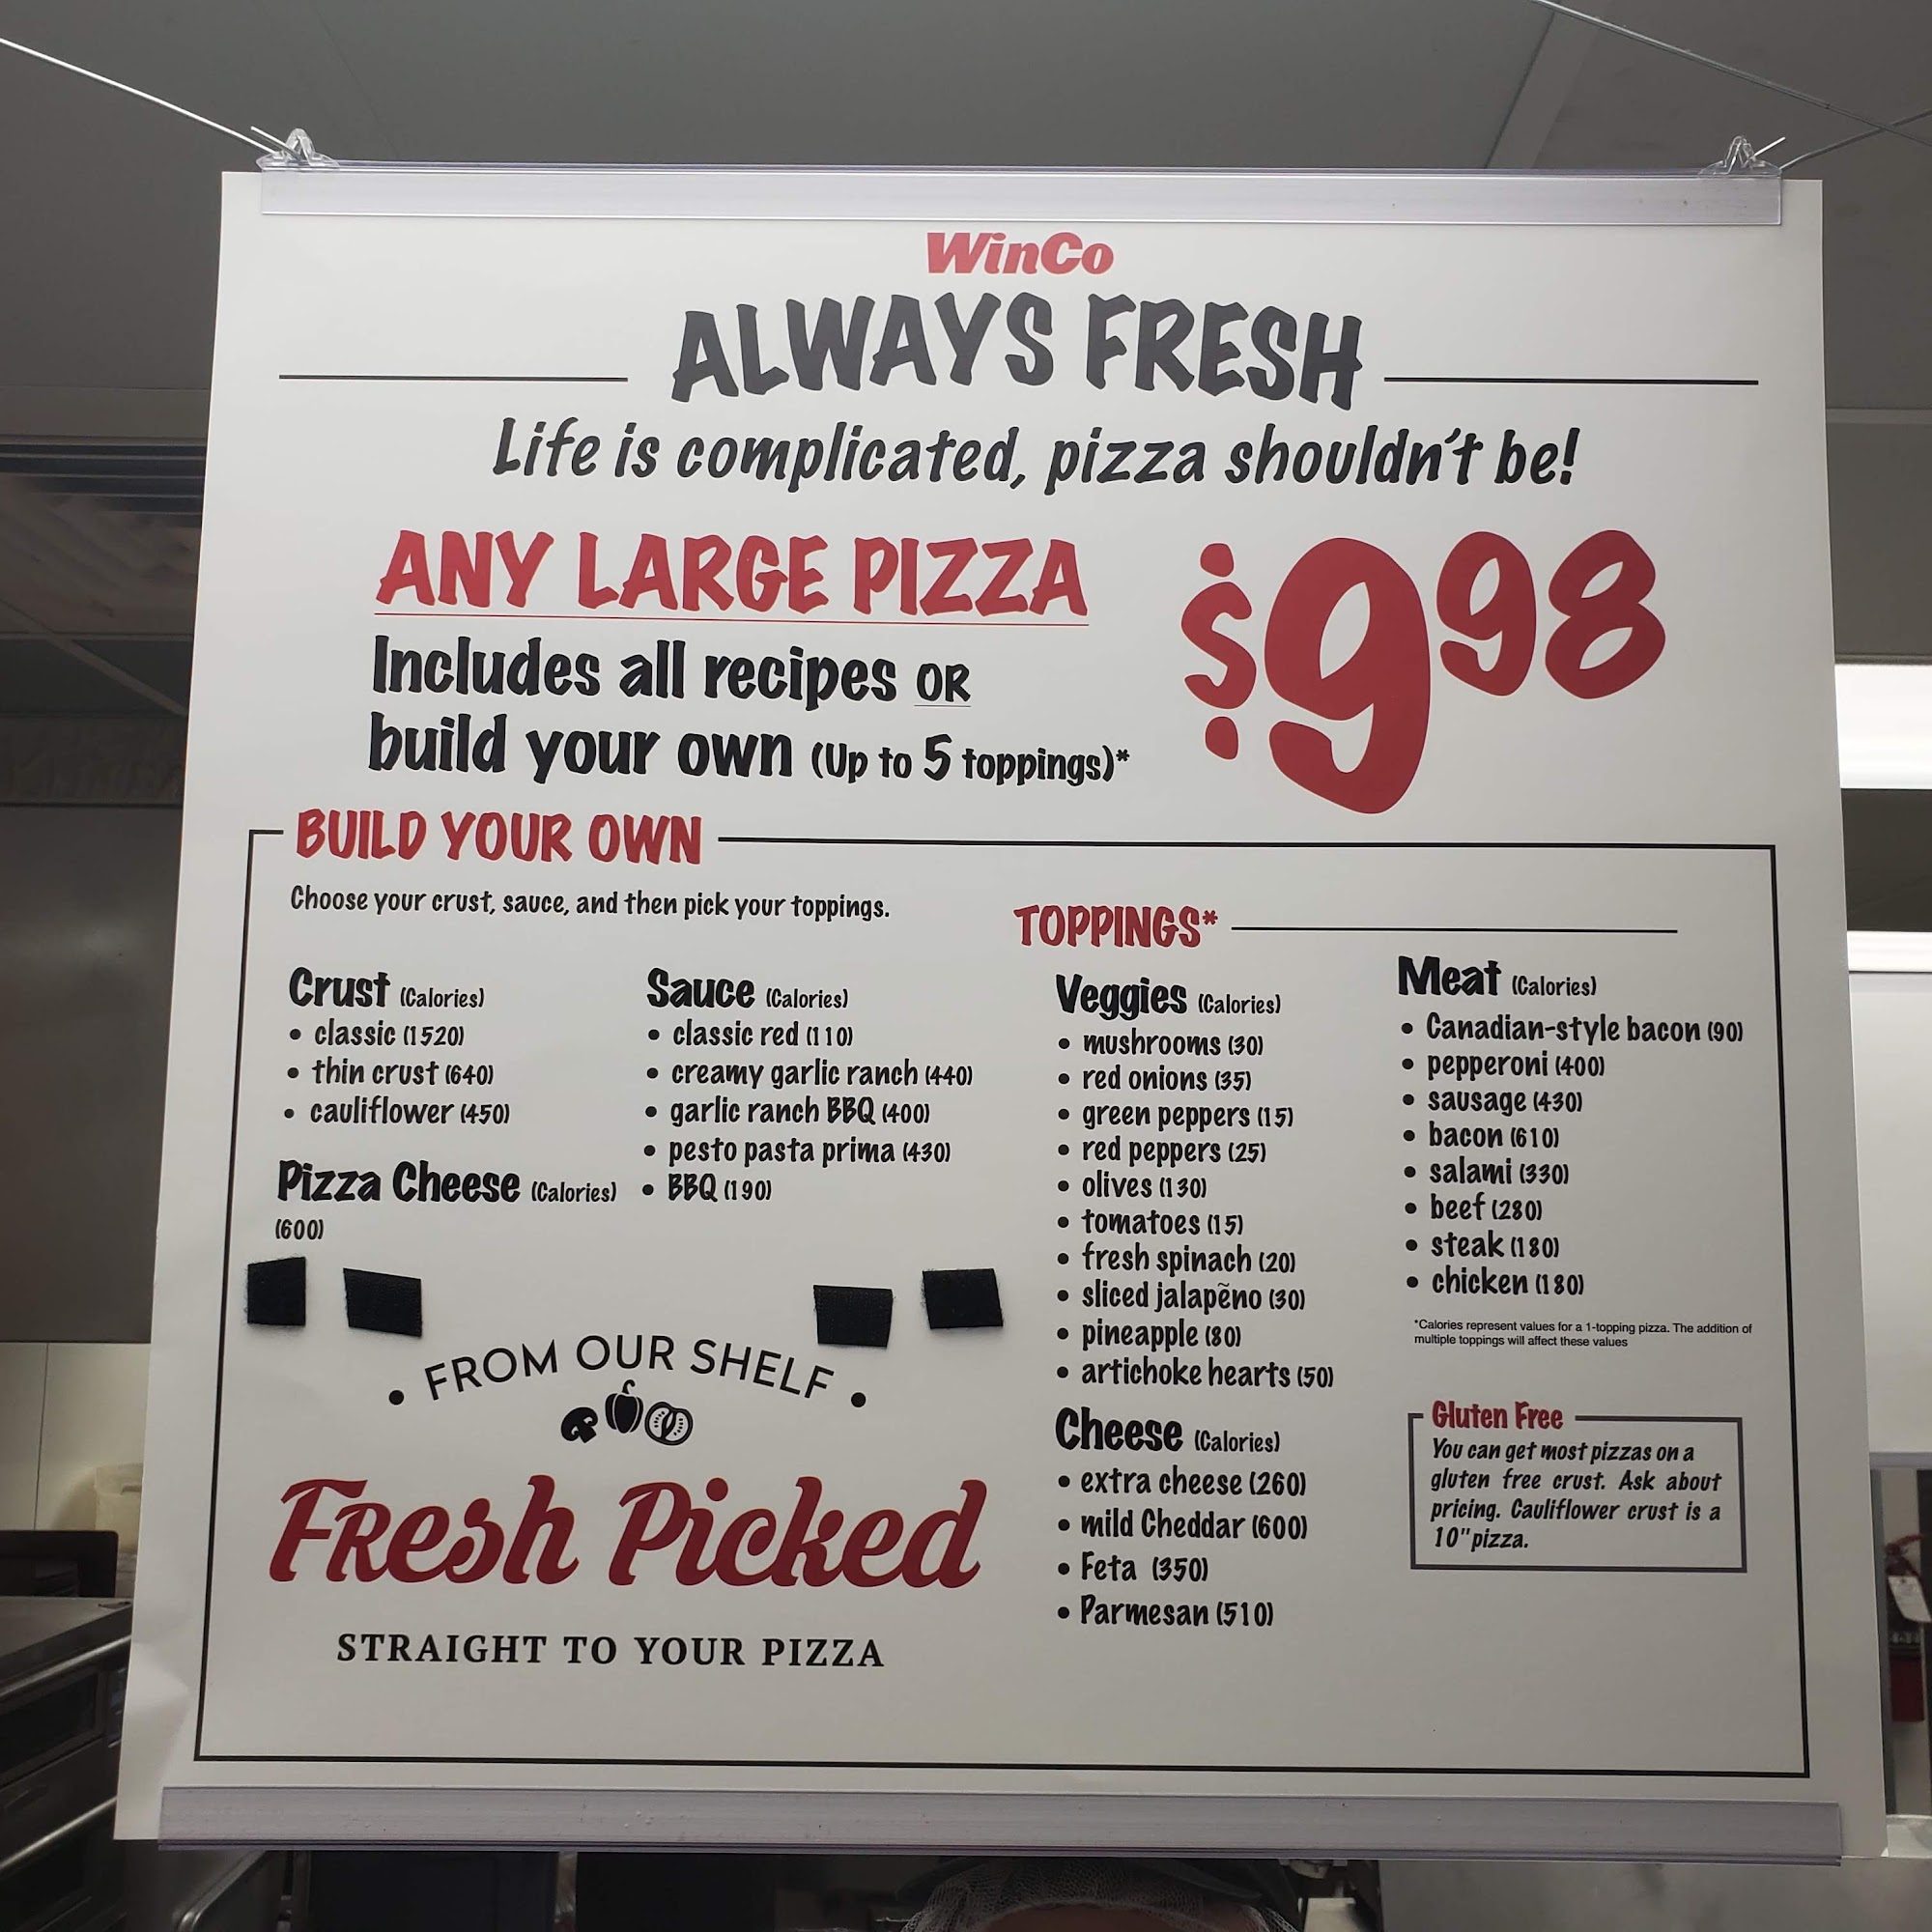 WinCo
ALWAYS FRESH
Life is complicated, pizza shouldn't be!
ANY LARGE PIZZA
Includes all recipes OR
build your own (Up to 5 toppings)*
$9 98
BUILD YOUR OWN
Choose your crust, sauce, and then pick your toppings.
Crust (Calories)
• classic (1520)
• thin crust (640)
• cauliflower (450)
Pizza Cheese (Calories)
(600)
Sauce (Calories)
• classic red (110)
• creamy garlic ranch (440)
• garlic ranch BBQ (400)
• pesto pasta prima (430)
• BBQ (190)
TOPPINGS*
Veggies (Calories)
• mushrooms (30)
• red onions (35)
• green peppers (15)
• red peppers (25)
• olives (130)
• tomatoes (15)
• fresh spinach (20)
• sliced jalapẽno (30)
• pineapple (80)
• artichoke hearts (50)
Cheese (Calories)
• extra cheese (260)
• mild Cheddar (600)
• Feta (350)
• Parmesan (510)
Meat (Calories)
• Canadian-style bacon (90)
• pepperoni (400)
• sausage (430)
• bacon (610)
• salami (330)
• beef (280)
• steak (180)
• chicken (180)
*Calories represent values for a 1-topping pizza. The addition of
multiple toppings will affect these values
Gluten Free
You can get most pizzas on a
gluten free crust. Ask about
pricing. Cauliflower crust is a
10" pizza.
• FROM OUR SHELF •
Fresh Picked
STRAIGHT TO YOUR PIZZA